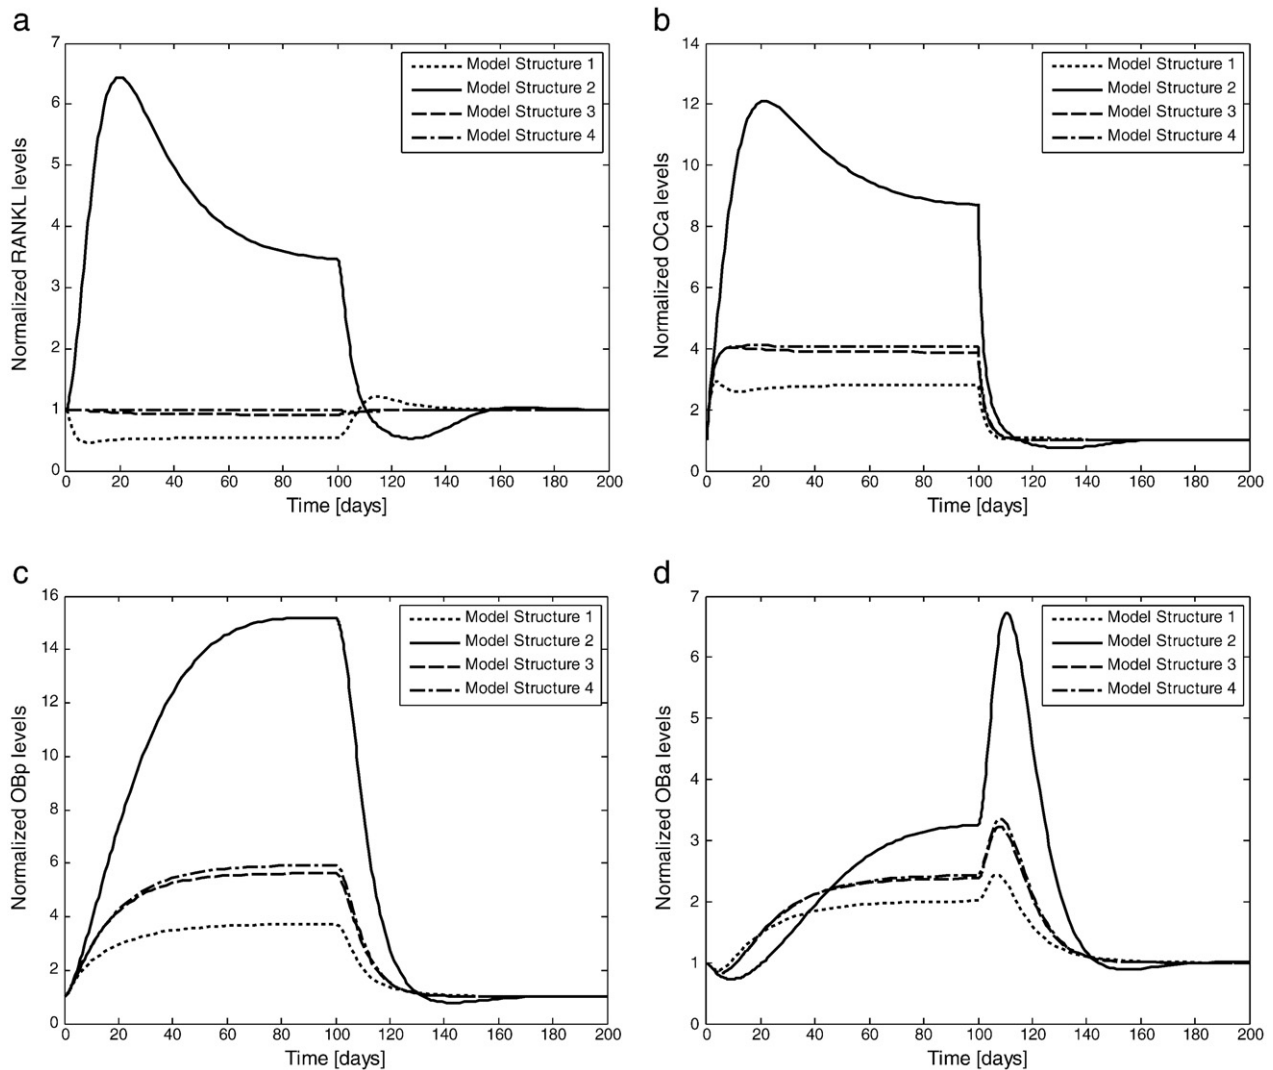 a
7
6
5
4
3
2
1
0
Normalized RANKL levels
Model Structure 1
Model Structure 2
Model Structure 3
Model Structure 4
0 20 40 60 80 100 120 140 160 180 200
Time [days]
b
14
12
10
8
6
4
2
0
Normalized OCa levels
Model Structure 1
Model Structure 2
Model Structure 3
Model Structure 4
0 20 40 60 80 100 120 140 160 180 200
Time [days]
c
16
14
12
10
8
6
4
2
0
Normalized OBp levels
Model Structure 1
Model Structure 2
Model Structure 3
Model Structure 4
0 20 40 60 80 100 120 140 160 180 200
Time [days]
d
7
6
5
4
3
2
1
0
Normalized OBa levels
Model Structure 1
Model Structure 2
Model Structure 3
Model Structure 4
0 20 40 60 80 100 120 140 160 180 200
Time [days]